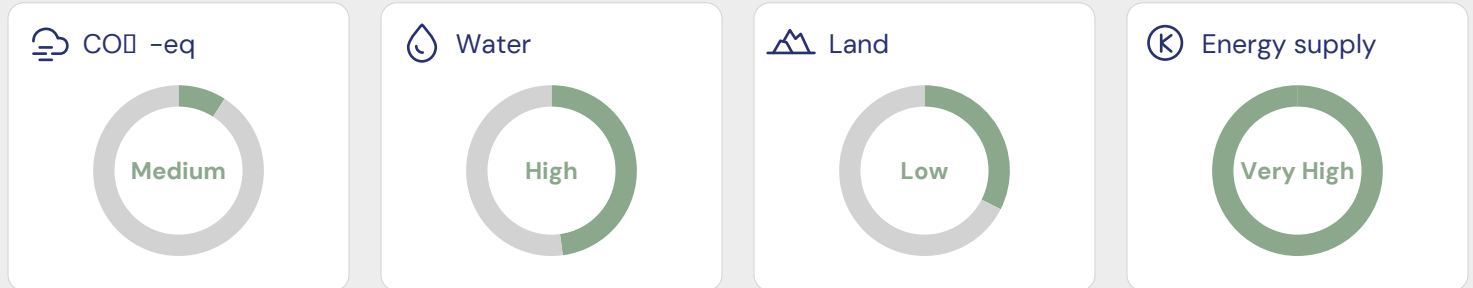 CO▯ -eq
Medium
Water
High
Land
Low
Energy supply
Very High